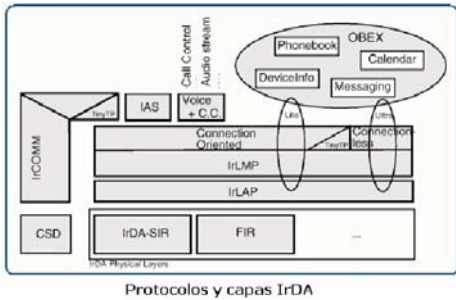 OBEX
Phonebook
Calendar
DeviceInfo
Messaging
Call Control
Audio stream
TinyTP
IAS
Voice
+ C.C.
Lite
Ultra
IrCOMM
Connection
Oriented
TinyTP
Connection-
less
IrLMP
IrLAP
CSD
IrDA-SIR
FIR
...
IrDA Physical Layers
Protocolos y capas IrDA